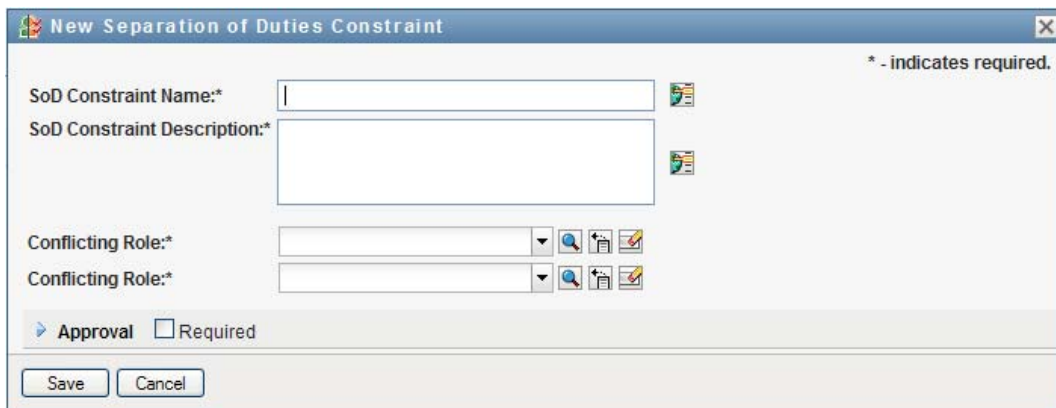 New Separation of Duties Constraint
* - indicates required.
SoD Constraint Name:*
SoD Constraint Description:*
Conflicting Role:*
Conflicting Role:*
Approval Required
Save Cancel